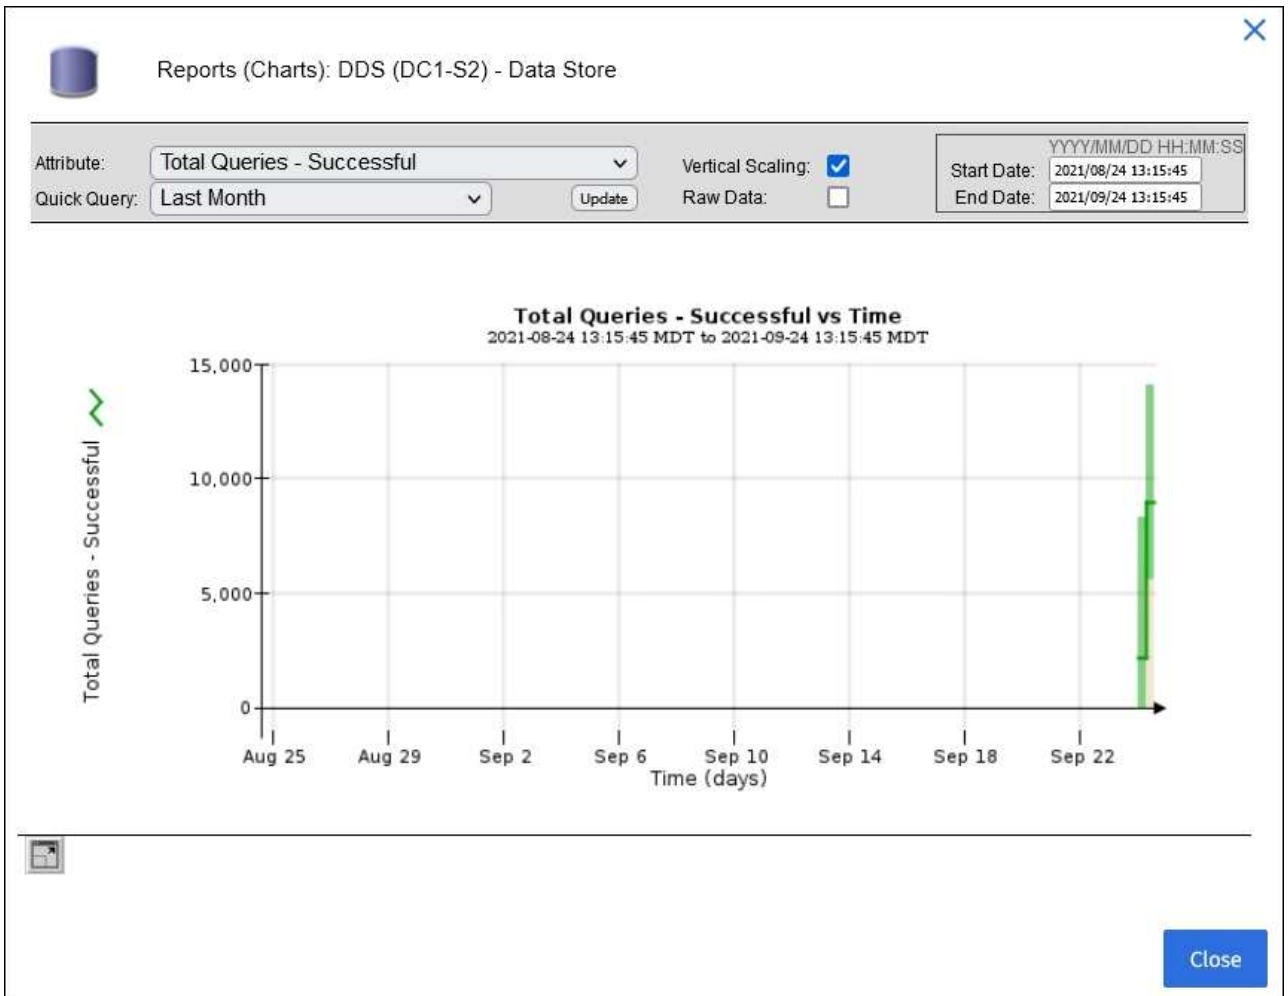 Reports (Charts): DDS (DC1-S2) - Data Store
YYYY/MM/DD HH:MM:SS
Attribute: Total Queries - Successful Vertical Scaling: Start Date: 2021/08/24 13:15:45
Quick Query: Last Month Update Raw Data: End Date: 2021/09/24 13:15:45
Total Queries - Successful vs Time
2021-08-24 13:15:45 MDT to 2021-09-24 13:15:45 MDT
Total Queries - Successful
15,000
10,000
5,000
0
Aug 25 Aug 29 Sep 2 Sep 6 Sep 10 Sep 14 Sep 18 Sep 22
Time (days)
Close